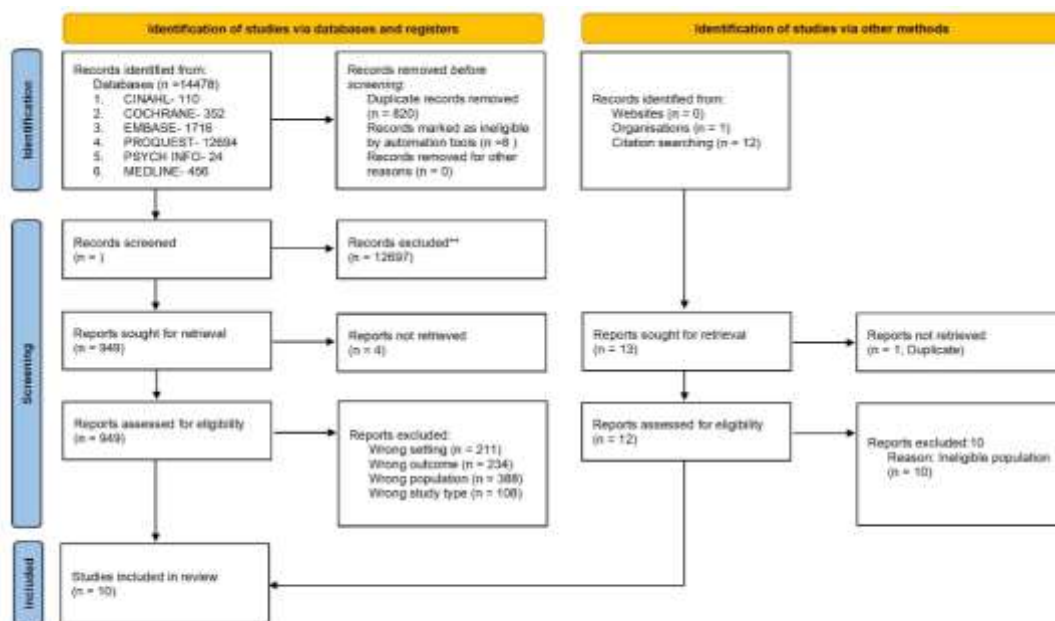 Identification of studies via databases and registers
Identification of studies via other methods
Identification
Records identified from:
Databases (n =14478)
1. CINAHL- 110
2. COCHRANE- 352
3. EMBASE- 1716
4. PROQUEST- 12694
5. PSYCH INFO- 24
6. MEDLINE- 456
Records removed before
screening:
Duplicate records removed
(n = 820)
Records marked as ineligible
by automation tools (n =8 )
Records removed for other
reasons (n = 0)
Records identified from:
Websites (n = 0)
Organisations (n = 1)
Citation searching (n = 12)
Screening
Records screened
(n = )
Records excluded**
(n = 12697)
Reports sought for retrieval
(n = 949)
Reports not retrieved
(n = 4)
Reports sought for retrieval
(n = 13)
Reports not retrieved
(n = 1, Duplicate)
Reports assessed for eligibility
(n = 949)
Reports excluded:
Wrong setting (n = 211)
Wrong outcome (n = 234)
Wrong population (n = 388)
Wrong study type (n = 108)
Reports assessed for eligibility
(n = 12)
Reports excluded:10
Reason: Ineligible population
(n = 10)
Included
Studies included in review
(n = 10)